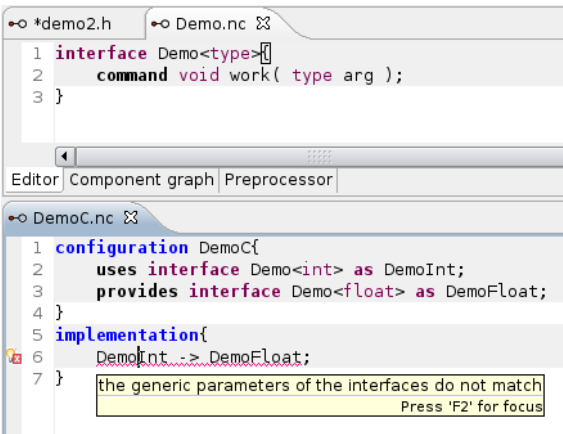 *demo2.h Demo.nc
1 interface Demo<type>{
2 command void work( type arg );
3 }
Editor Component graph Preprocessor
DemoC.nc
1 configuration DemoC{
2 uses interface Demo<int> as DemoInt;
3 provides interface Demo<float> as DemoFloat;
4 }
5 implementation{
6 DemoInt -> DemoFloat;
7 }
the generic parameters of the interfaces do not match
Press 'F2' for focus